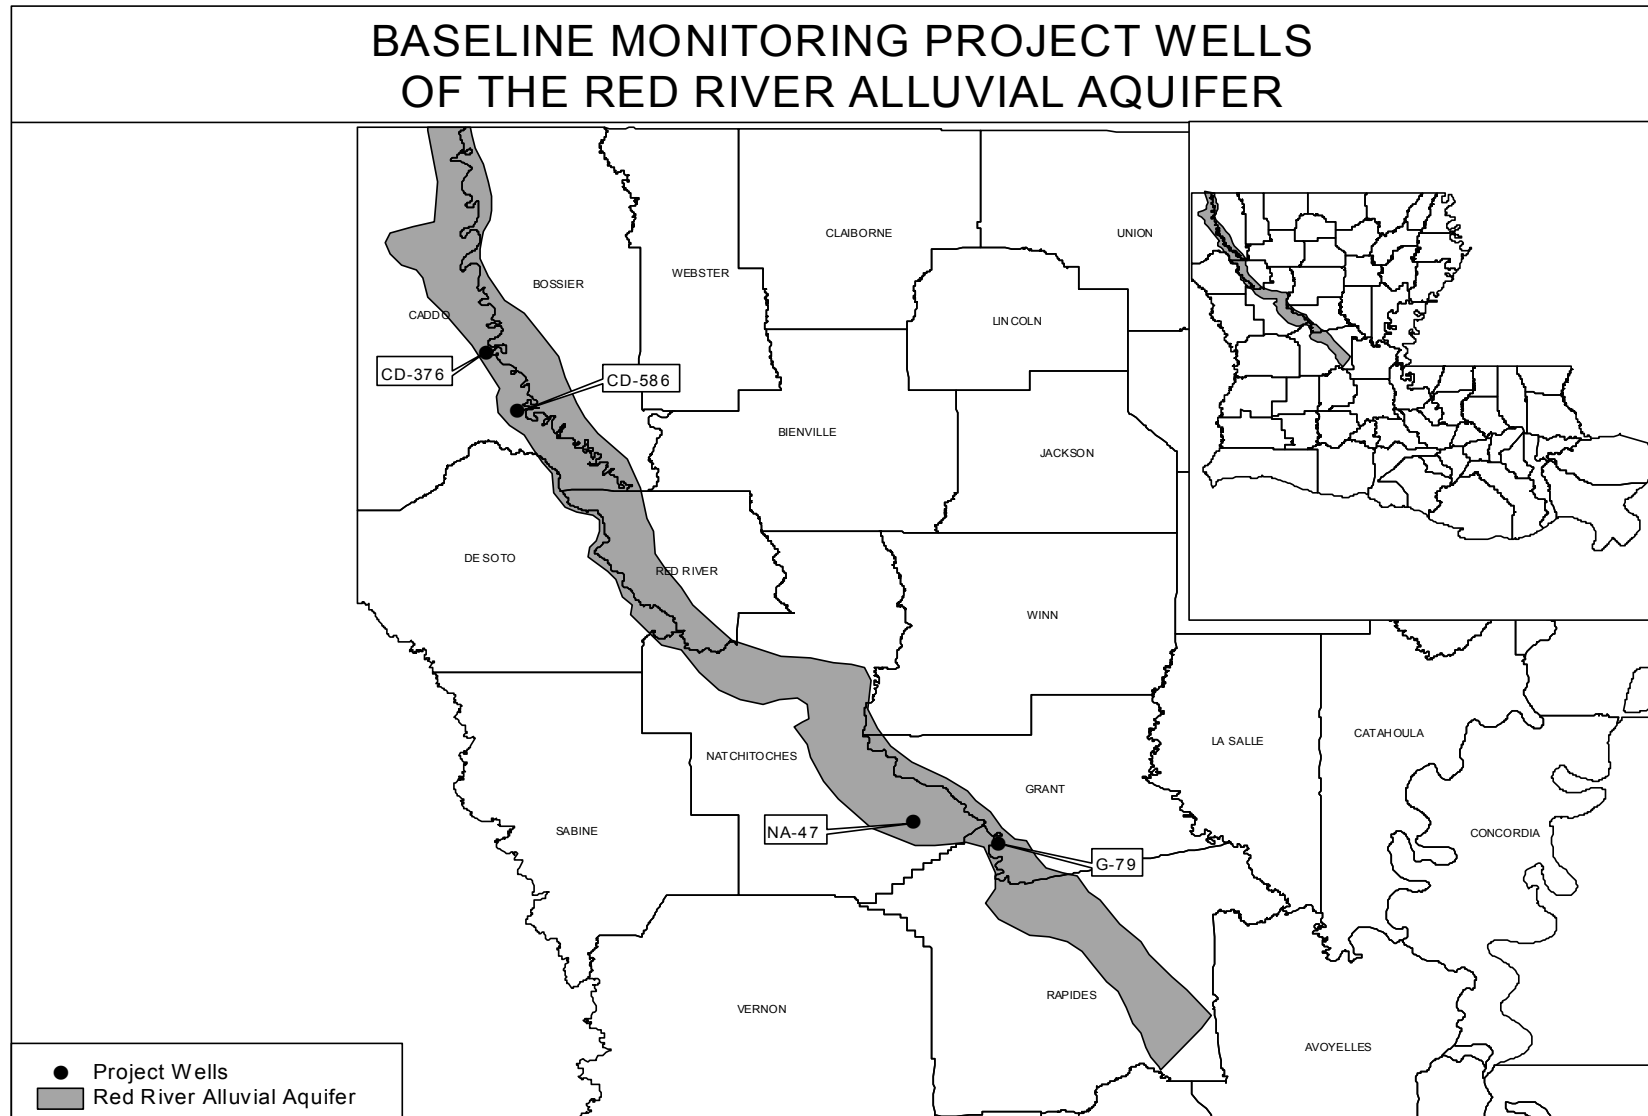 BASELINE MONITORING PROJECT WELLS
OF THE RED RIVER ALLUVIAL AQUIFER
CLAIBORNE
UNION
WEBSTER
BOSSIER
CADDO
LINCOLN
CD-376
CD-586
BIENVILLE
JACKSON
DE SOTO
RED RIVER
WINN
NATCHITOCHES
LA SALLE
CATAHOULA
GRANT
SABINE
NA-47
CONCORDIA
G-79
RAPIDES
VERNON
AVOYELLES
Project Wells
Red River Alluvial Aquifer